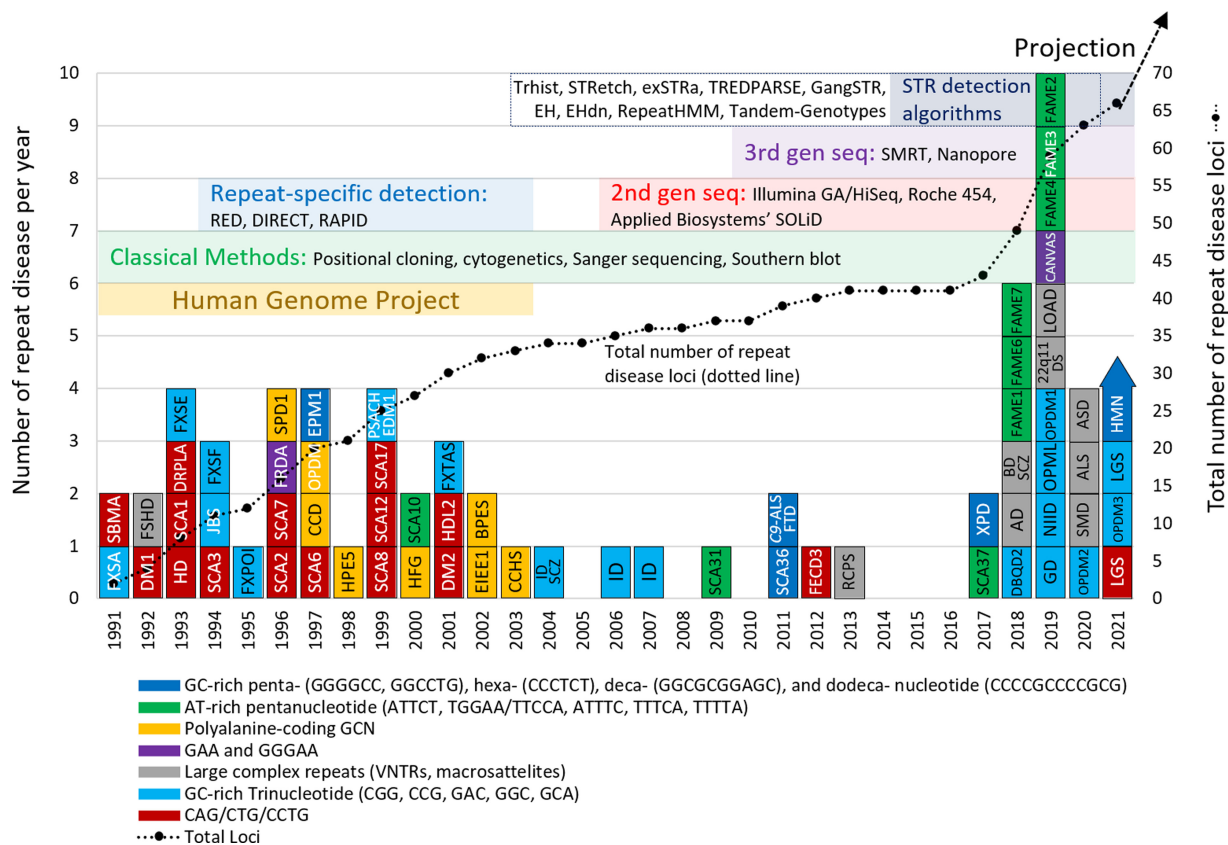 Projection
Number of repeat disease per year
Total number of repeat disease loci
10
9
8
7
6
5
4
3
2
1
0
70
65
60
55
50
45
40
35
30
25
20
15
10
5
0
Trhist, STRetch, exSTRa, TREDPARSE, GangSTR,
EH, EHdn, RepeatHMM, Tandem-Genotypes
STR detection
algorithms
3rd gen seq: SMRT, Nanopore
Repeat-specific detection:
RED, DIRECT, RAPID
2nd gen seq: Illumina GA/HiSeq, Roche 454,
Applied Biosystems' SOLiD
Classical Methods: Positional cloning, cytogenetics, Sanger sequencing, Southern blot
Human Genome Project
Total number of repeat
disease loci (dotted line)
FXSA
SBMA
DM1
FSHD
HD
SCA1
DRPLA
FXSE
SCA3
JBS
FXSF
FXPOI
SCA2
SCA7
FRDA
SPD1
SCA6
CCD
OPDM
EPM1
HPE5
SCA8
SCA12
SCA17
PSACH
EDM1
HFG
SCA10
DM2
HDL2
FXTAS
EIEE1
BPES
CCHS
ID
SCZ
ID
ID
SCA31
SCA36
C9-ALS
FTD
FECD3
RCPS
SCA37
XPD
DBQD2
AD
BD
SCZ
FAME1
FAME6
FAME7
GD
NIID
OPML
OPDM1
22q11
DS
LOAD
CANVAS
FAME4
FAME3
FAME2
OPDM2
SMD
ALS
ASD
LGS
OPDM3
LGS
HMN
1991
1992
1993
1994
1995
1996
1997
1998
1999
2000
2001
2002
2003
2004
2005
2006
2007
2008
2009
2010
2011
2012
2013
2014
2015
2016
2017
2018
2019
2020
2021
GC-rich penta- (GGGGCC, GGCCTG), hexa- (CCCTCT), deca- (GGCGCGGAGC), and dodeca- nucleotide (CCCCGCCCCGCG)
AT-rich pentanucleotide (ATTCT, TGGAA/TTCCA, ATTTC, TTTCA, TTTTA)
Polyalanine-coding GCN
GAA and GGGAA
Large complex repeats (VNTRs, macrosattelites)
GC-rich Trinucleotide (CGG, CCG, GAC, GGC, GCA)
CAG/CTG/CCTG
Total Loci